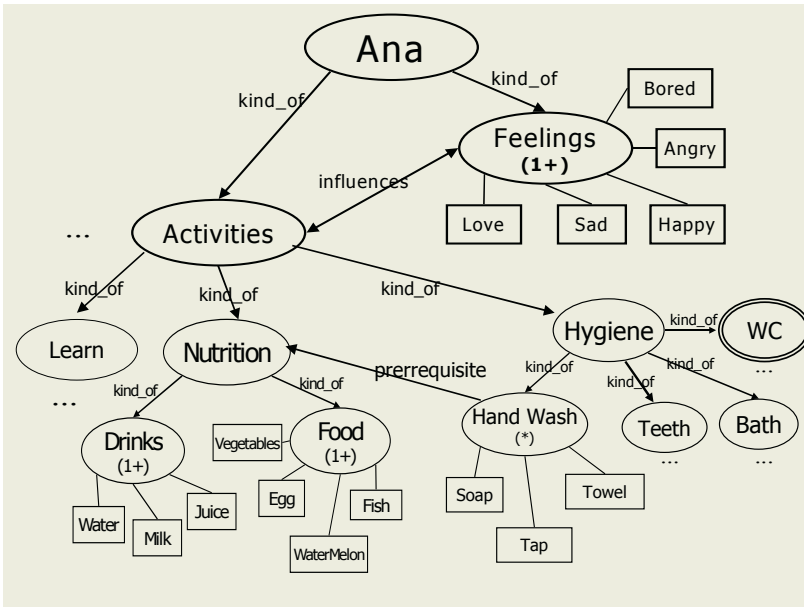 Ana
kind_of
kind_of
Bored
Feelings
(1+)
Angry
influences
Love
Sad
Happy
...
Activities
kind_of
kind_of
kind_of
Learn
Nutrition
Hygiene
kind_of
WC
...
...
prerrequisite
kind_of
kind_of
kind_of
kind_of
kind_of
Drinks
(1+)
Vegetables
Food
(1+)
Hand Wash
(*)
Teeth
Bath
...
...
Water
Milk
Juice
Egg
WaterMelon
Fish
Soap
Tap
Towel